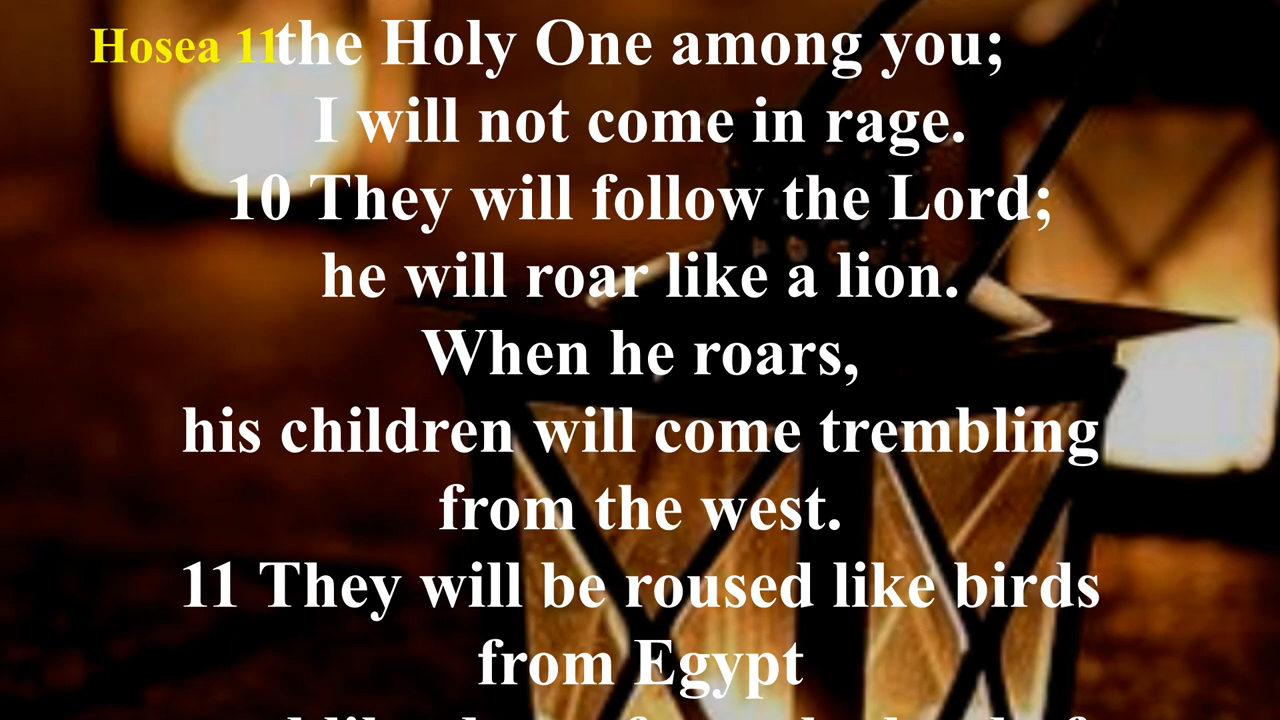 Hosea 11
the Holy One among you;
I will not come in rage.
10 They will follow the Lord;
he will roar like a lion.
When he roars,
his children will come trembling
from the west.
11 They will be roused like birds
from Egypt